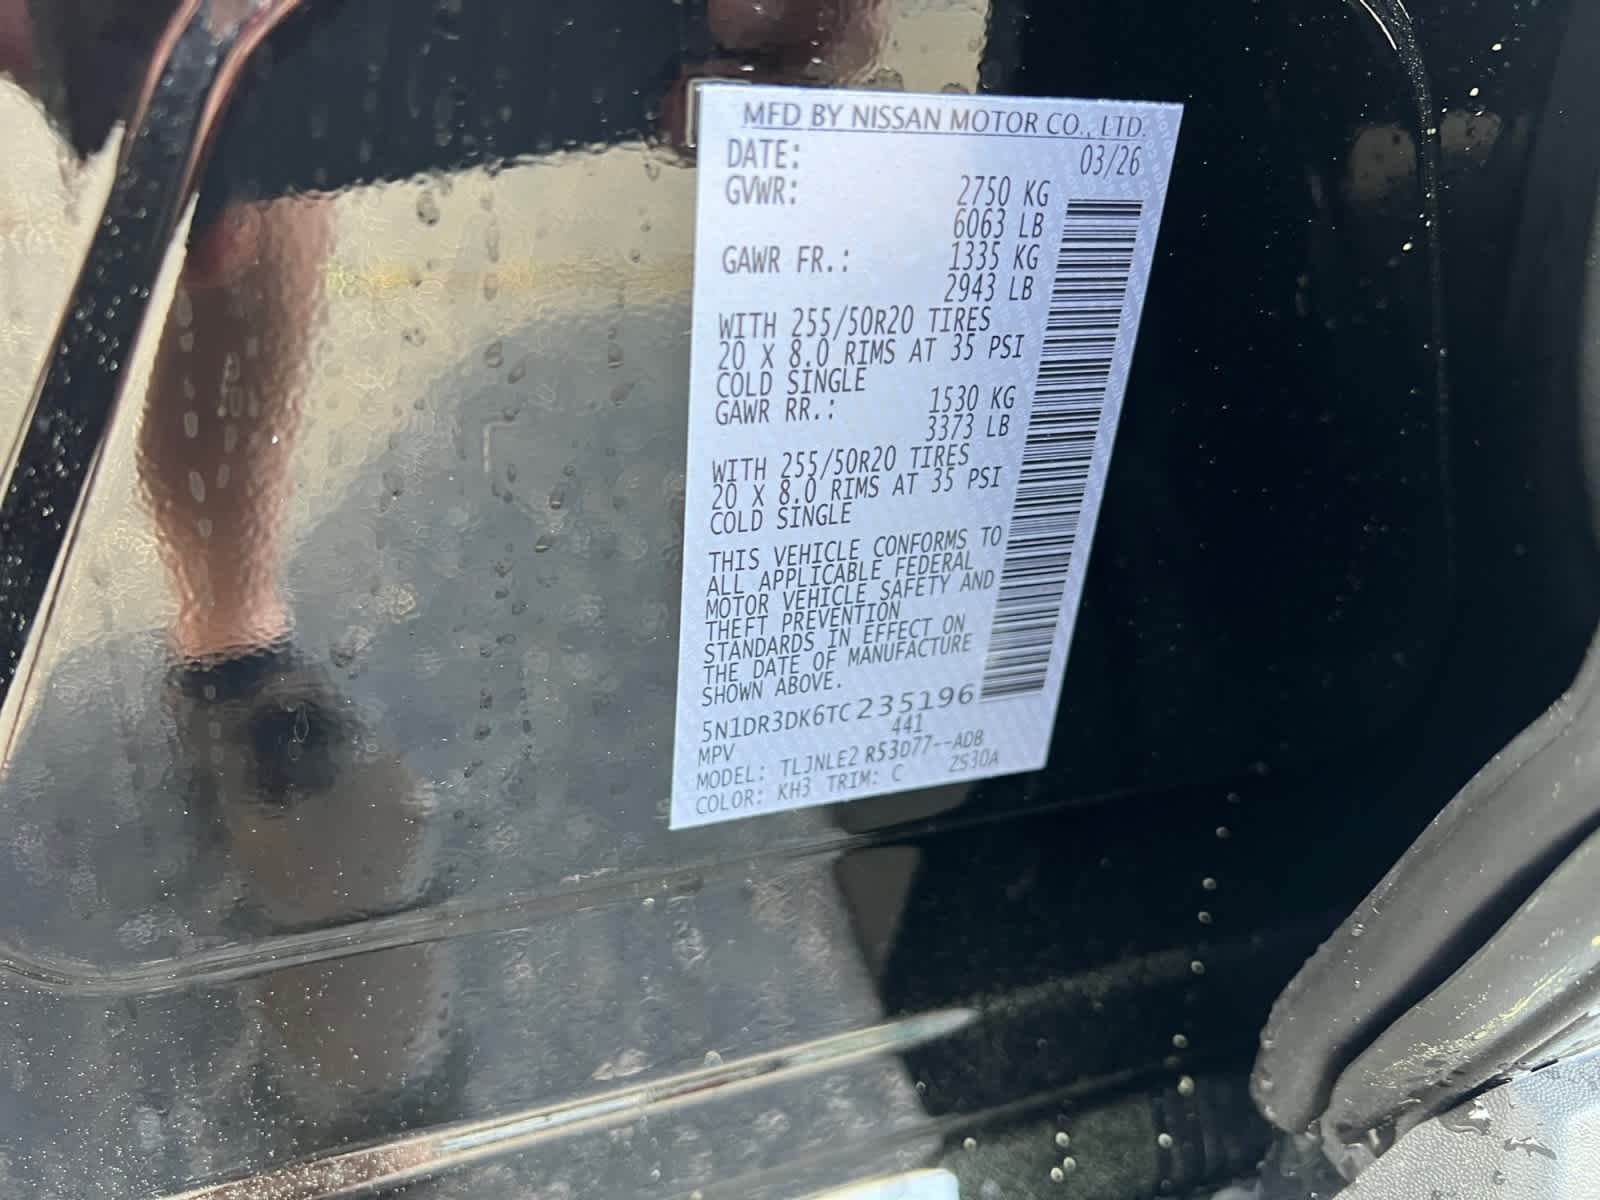 MFD BY NISSAN MOTOR CO., LTD.
DATE: 03/26
GVWR: 2750 KG
6063 LB
GAWR FR.: 1335 KG
2943 LB
WITH 255/50R20 TIRES
20 X 8.0 RIMS AT 35 PSI
COLD SINGLE
GAWR RR.: 1530 KG
3373 LB
WITH 255/50R20 TIRES
20 X 8.0 RIMS AT 35 PSI
COLD SINGLE
THIS VEHICLE CONFORMS TO
ALL APPLICABLE FEDERAL
MOTOR VEHICLE SAFETY AND
THEFT PREVENTION
STANDARDS IN EFFECT ON
THE DATE OF MANUFACTURE
SHOWN ABOVE.
5N1DR3DK6TC235196
MPV 441
MODEL: TLJNLE2 R53D77--ADB
COLOR: KH3 TRIM: C ZS30A